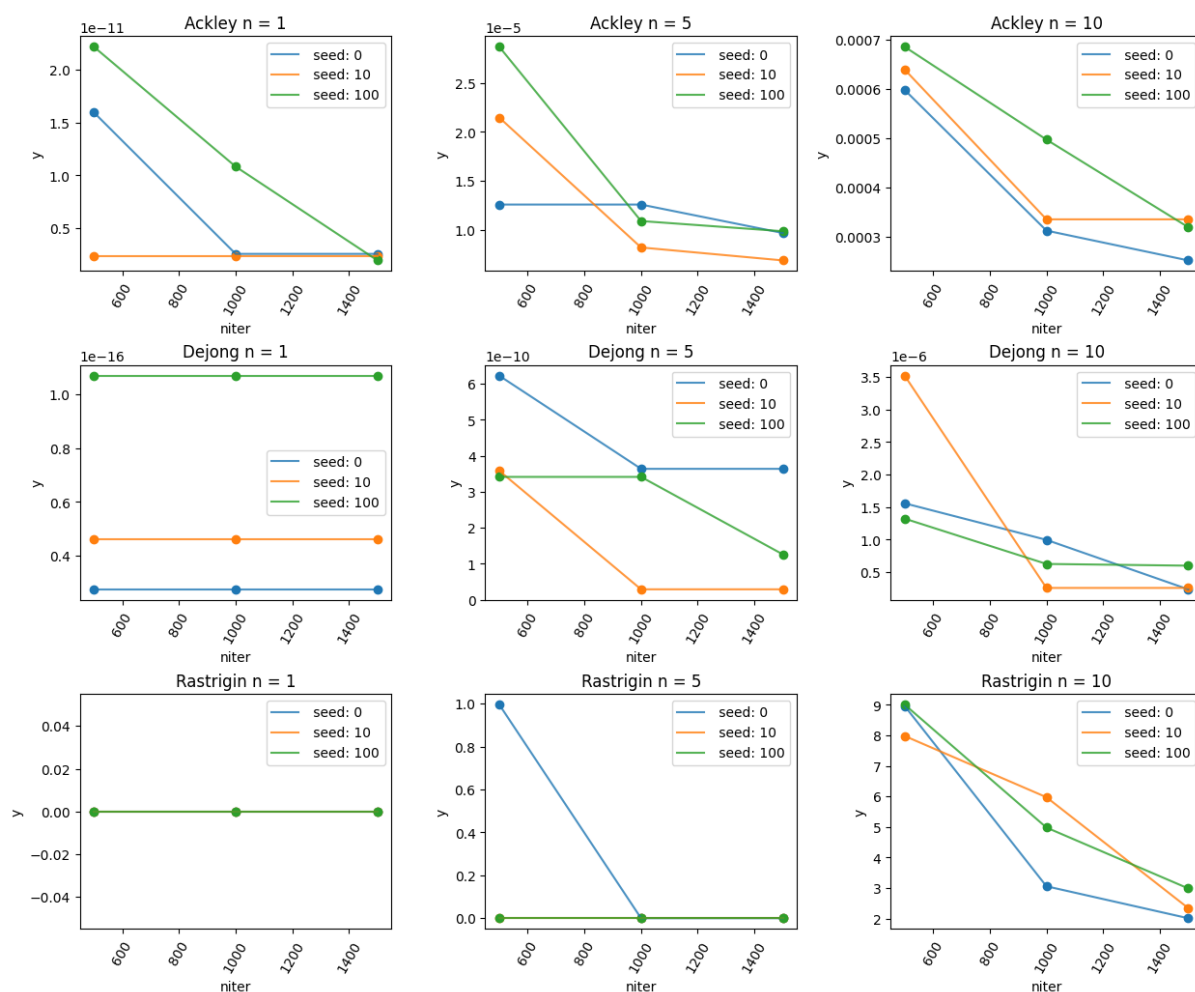 Ackley n = 1
1e−11
2.0
1.5
1.0
0.5
y
seed: 0
seed: 10
seed: 100
600
800
1000
1200
1400
niter
Ackley n = 5
1e−5
2.5
2.0
1.5
1.0
y
seed: 0
seed: 10
seed: 100
600
800
1000
1200
1400
niter
Ackley n = 10
0.0007
0.0006
0.0005
0.0004
0.0003
y
seed: 0
seed: 10
seed: 100
600
800
1000
1200
1400
niter
Dejong n = 1
1e−16
1.0
0.8
0.6
0.4
y
seed: 0
seed: 10
seed: 100
600
800
1000
1200
1400
niter
Dejong n = 5
1e−10
6
5
4
3
2
1
0
y
seed: 0
seed: 10
seed: 100
600
800
1000
1200
1400
niter
Dejong n = 10
1e−6
3.5
3.0
2.5
2.0
1.5
1.0
0.5
y
seed: 0
seed: 10
seed: 100
600
800
1000
1200
1400
niter
Rastrigin n = 1
0.04
0.02
0.00
−0.02
−0.04
y
seed: 0
seed: 10
seed: 100
600
800
1000
1200
1400
niter
Rastrigin n = 5
1.0
0.8
0.6
0.4
0.2
0.0
y
seed: 0
seed: 10
seed: 100
600
800
1000
1200
1400
niter
Rastrigin n = 10
9
8
7
6
5
4
3
2
y
seed: 0
seed: 10
seed: 100
600
800
1000
1200
1400
niter